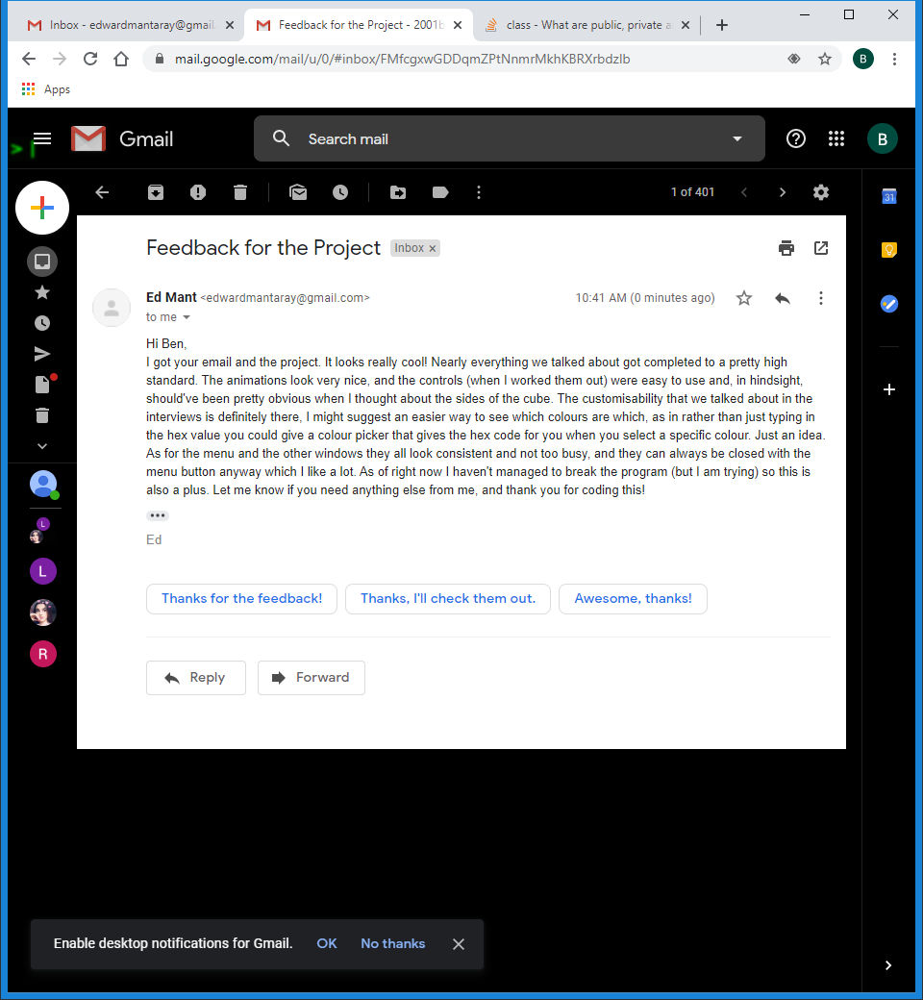 Inbox - edwardmantaray@gmail.
Feedback for the Project - 2001b
class - What are public, private a
mail.google.com/mail/u/0/#inbox/FMfcgxwGDDqmZPtNnmrMkhKBRXrbdzlb
B
Apps
>|
Gmail
Search mail
B
1 of 401
31
Feedback for the Project
Inbox ×
Ed Mant <edwardmantaray@gmail.com>
10:41 AM (0 minutes ago)
to me
Hi Ben,
I got your email and the project. It looks really cool! Nearly everything we talked about got completed to a pretty high
standard. The animations look very nice, and the controls (when I worked them out) were easy to use and, in hindsight,
should've been pretty obvious when I thought about the sides of the cube. The customisability that we talked about in the
interviews is definitely there, I might suggest an easier way to see which colours are which, as in rather than just typing in
the hex value you could give a colour picker that gives the hex code for you when you select a specific colour. Just an idea.
As for the menu and the other windows they all look consistent and not too busy, and they can always be closed with the
menu button anyway which I like a lot. As of right now I haven't managed to break the program (but I am trying) so this is
also a plus. Let me know if you need anything else from me, and thank you for coding this!
Ed
L
L
R
Thanks for the feedback!
Thanks, I'll check them out.
Awesome, thanks!
Reply
Forward
Enable desktop notifications for Gmail.
OK
No thanks